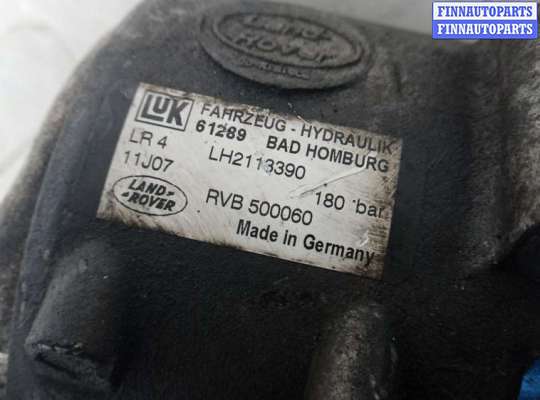 FINNAUTOPARTS
FINNAUTOPARTS
LAND-
ROVER
LUK
FAHRZEUG - HYDRAULIK
61289 BAD HOMBURG
LR 4
LH2113390
11J07
180 bar
LAND-
ROVER
RVB 500060
Made in Germany